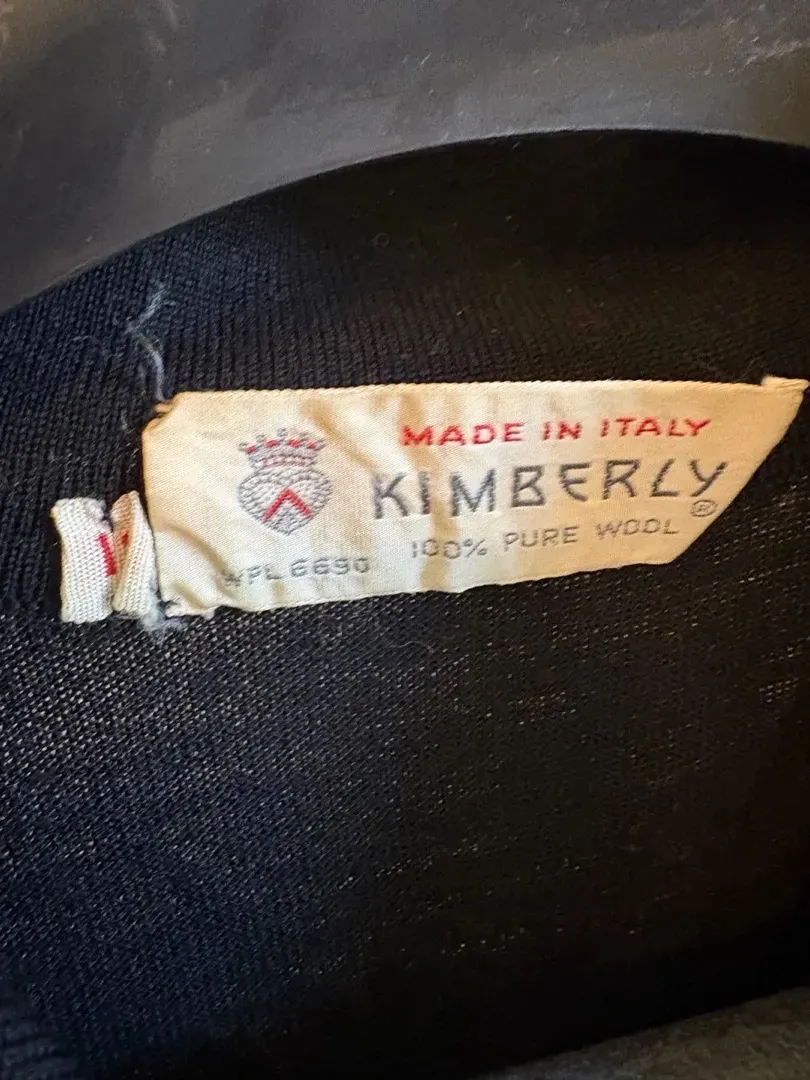 MADE IN ITALY
KIMBERLY
®
100% PURE WOOL
WPL 6690